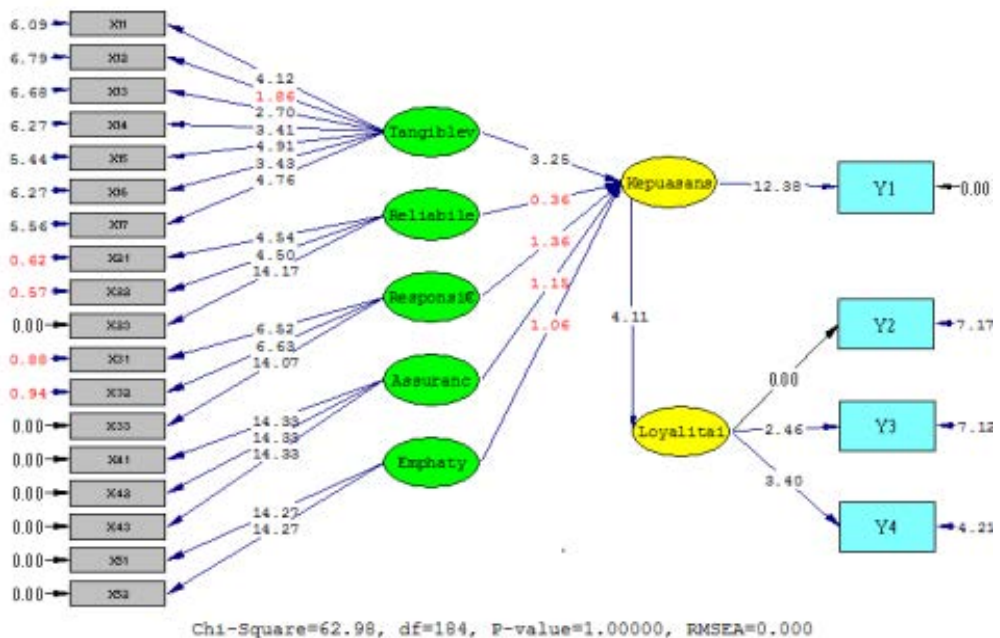 6.09 X11
6.79 X12
6.68 X13
6.27 X14
5.44 X15
6.27 X16
5.56 X17
0.62 X21
0.57 X22
0.00 X23
0.88 X31
0.94 X32
0.00 X33
0.00 X41
0.00 X42
0.00 X43
0.00 X51
0.00 X52
4.12
1.86
2.70
3.41
4.91
3.43
4.76
4.54
4.50
14.17
6.52
6.63
14.07
14.33
14.33
14.33
14.27
14.27
Tangiblev
Reliabile
Responsi€
Assuranc
Emphaty
3.25
0.36
1.36
1.15
1.06
Kepuasans
4.11
Loyalitai
12.38
0.00
2.46
3.40
Y1 0.00
Y2 7.17
Y3 7.12
Y4 4.21
Chi-Square=62.98, df=184, P-value=1.00000, RMSEA=0.000